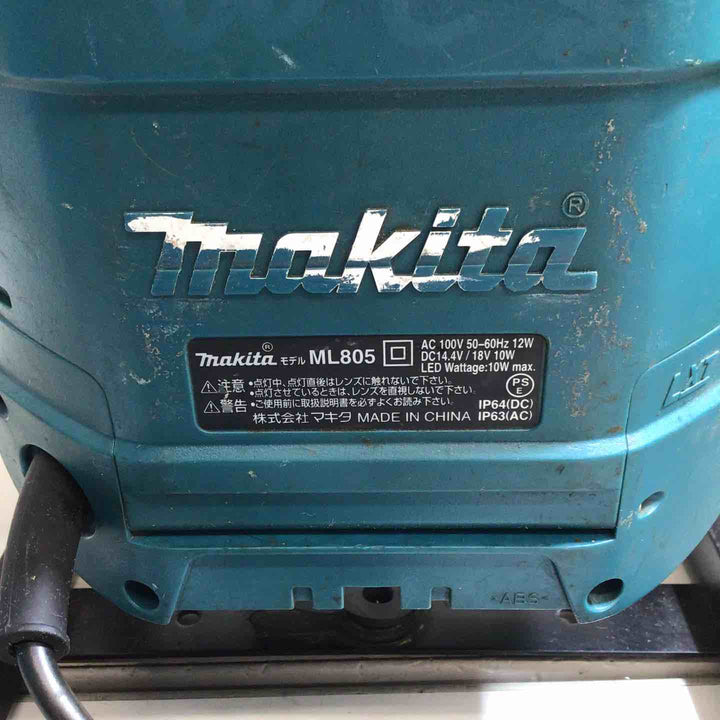 makita®
makita® モデル ML805
AC 100V 50–60Hz 12W
DC14.4V / 18V 10W
LED Wattage:10W max.
⚠注意 •点灯中、点灯直後はレンズに触れないで下さい。
•点灯させているときは、レンズを直視しないで下さい。
⚠警告 •ご使用前に取扱説明書を必ずよくお読み下さい。
PS
E
IP64(DC)
株式会社マキタ MADE IN CHINA IP63(AC)
>ABS<